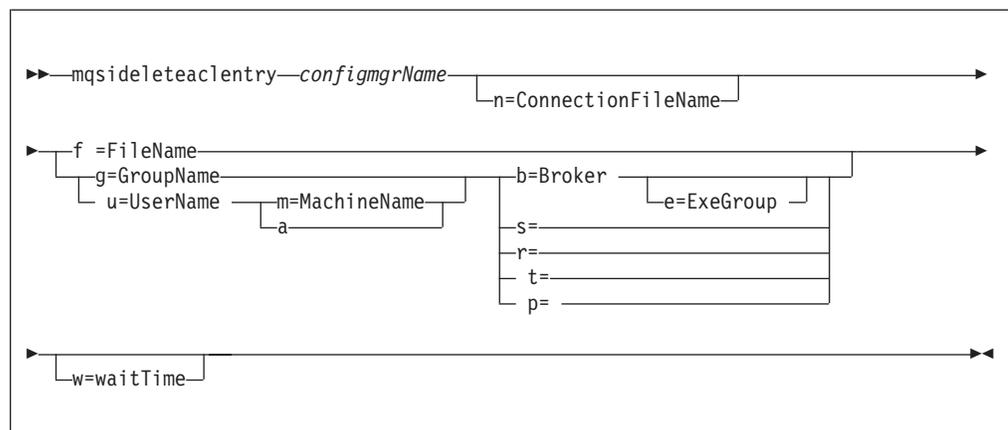 mqsideleteaclentry configmgrName
n=ConnectionFileName
f =FileName
g=GroupName b=Broker
u=UserName m=MachineName e=ExeGroup
a s=
r=
t=
p=
w=waitTime